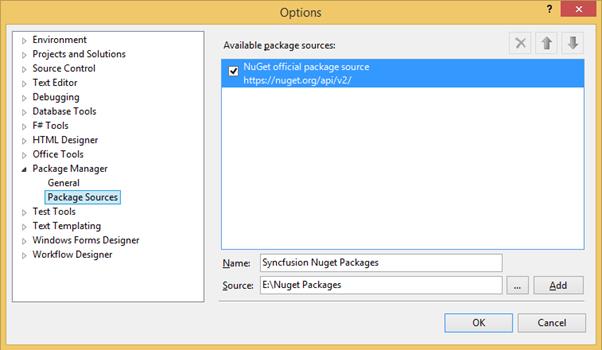 Options
?
Environment
Projects and Solutions
Source Control
Text Editor
Debugging
Database Tools
F# Tools
HTML Designer
Office Tools
Package Manager
General
Package Sources
Test Tools
Text Templating
Windows Forms Designer
Workflow Designer
Available package sources:
NuGet official package source
https://nuget.org/api/v2/
Name: Syncfusion Nuget Packages
Source: E:\Nuget Packages ... Add
OK Cancel